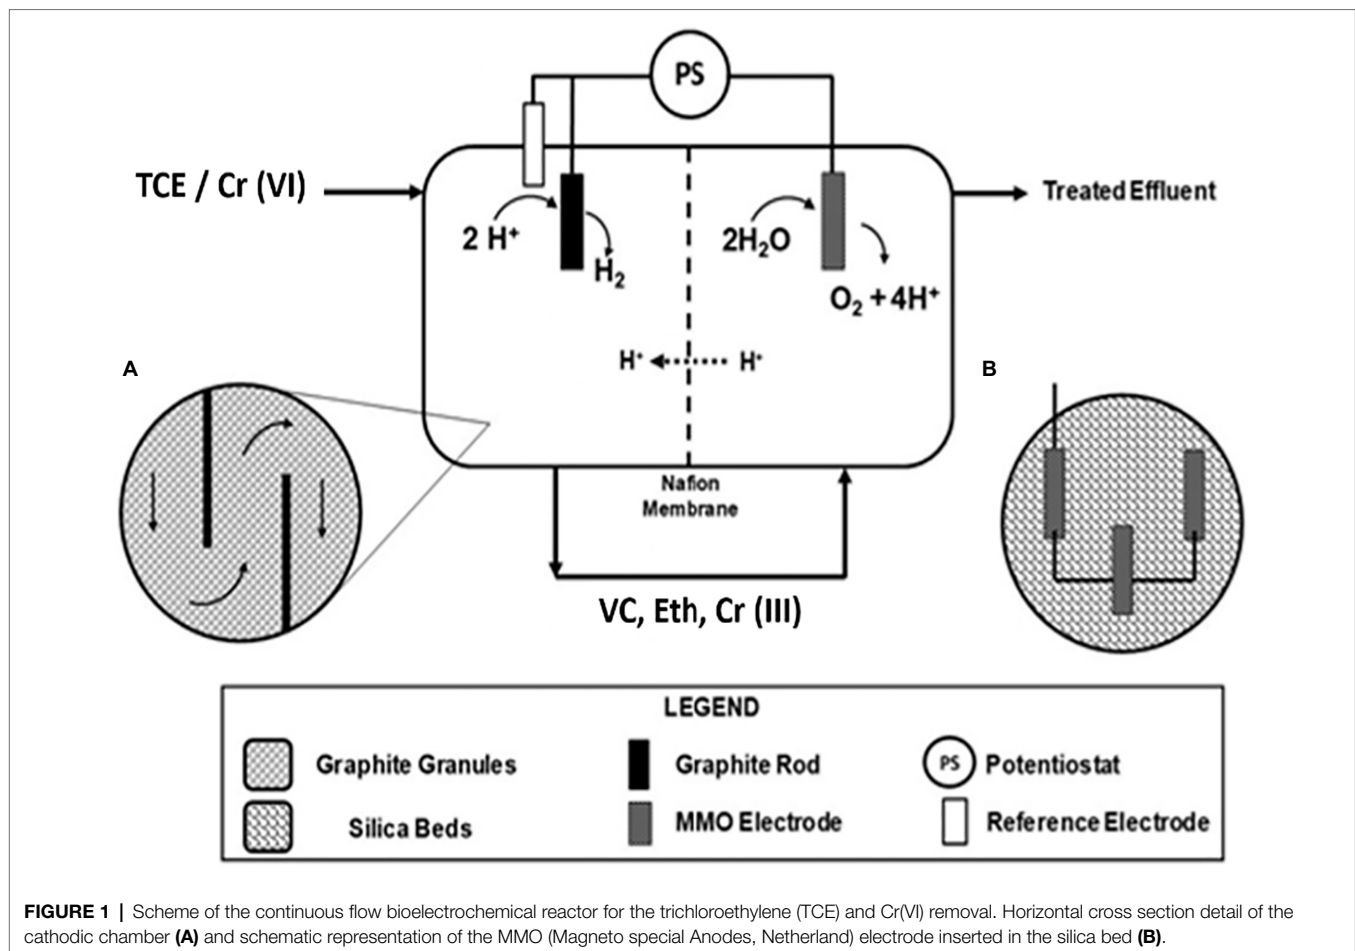 PS
TCE / Cr (VI)
Treated Effluent
2 H⁺
H₂
2H₂O
O₂ + 4H⁺
H⁺ H⁺
A
B
Nafion
Membrane
VC, Eth, Cr (III)
LEGEND
Graphite Granules
Graphite Rod
PS Potentiostat
Silica Beds
MMO Electrode
Reference Electrode
FIGURE 1 | Scheme of the continuous flow bioelectrochemical reactor for the trichloroethylene (TCE) and Cr(VI) removal. Horizontal cross section detail of the
cathodic chamber (A) and schematic representation of the MMO (Magneto special Anodes, Netherland) electrode inserted in the silica bed (B).